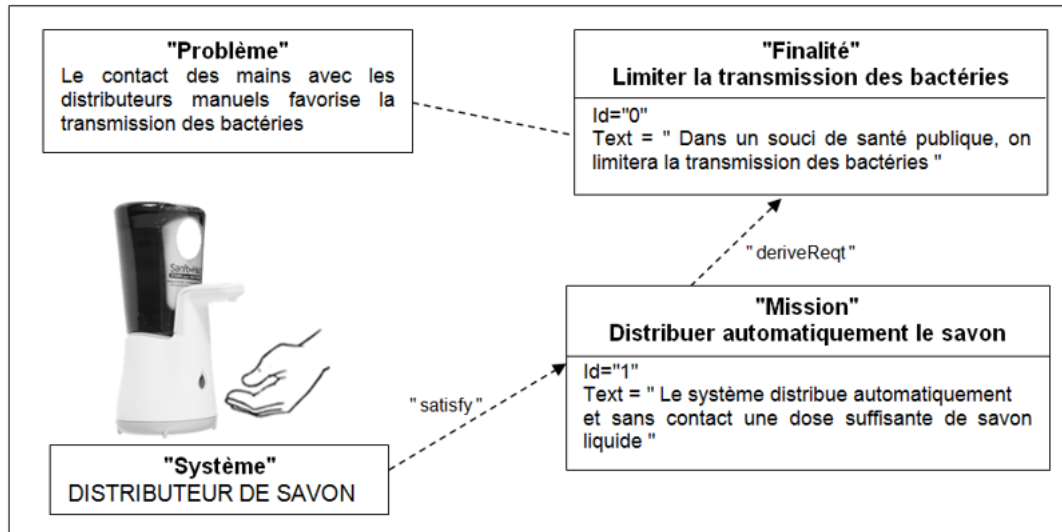 "Problème"
Le contact des mains avec les
distributeurs manuels favorise la
transmission des bactéries
"Finalité"
Limiter la transmission des bactéries
Id="0"
Text = " Dans un souci de santé publique, on
limitera la transmission des bactéries "
" deriveReqt "
"Mission"
Distribuer automatiquement le savon
Id="1"
Text = " Le système distribue automatiquement
et sans contact une dose suffisante de savon
liquide "
" satisfy "
"Système"
DISTRIBUTEUR DE SAVON